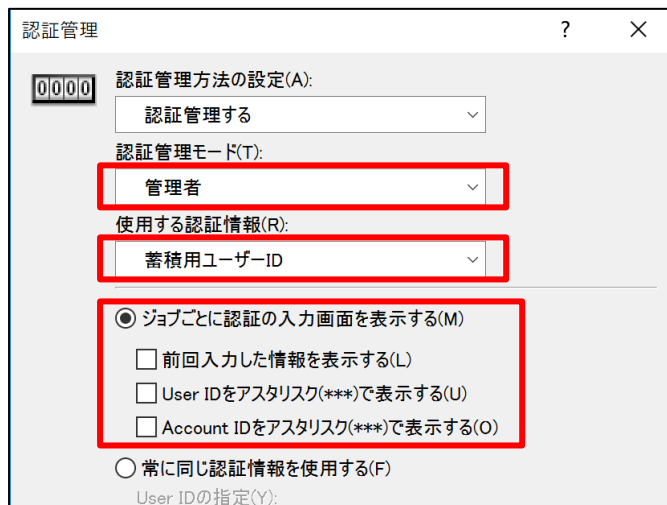 認証管理 ? ×
0000
認証管理方法の設定(A):
認証管理する
認証管理モード(T):
管理者
使用する認証情報(R):
蓄積用ユーザーID
ジョブごとに認証の入力画面を表示する(M)
前回入力した情報を表示する(L)
User IDをアスタリスク(***)で表示する(U)
Account IDをアスタリスク(***)で表示する(O)
常に同じ認証情報を使用する(F)
User IDの指定(Y):